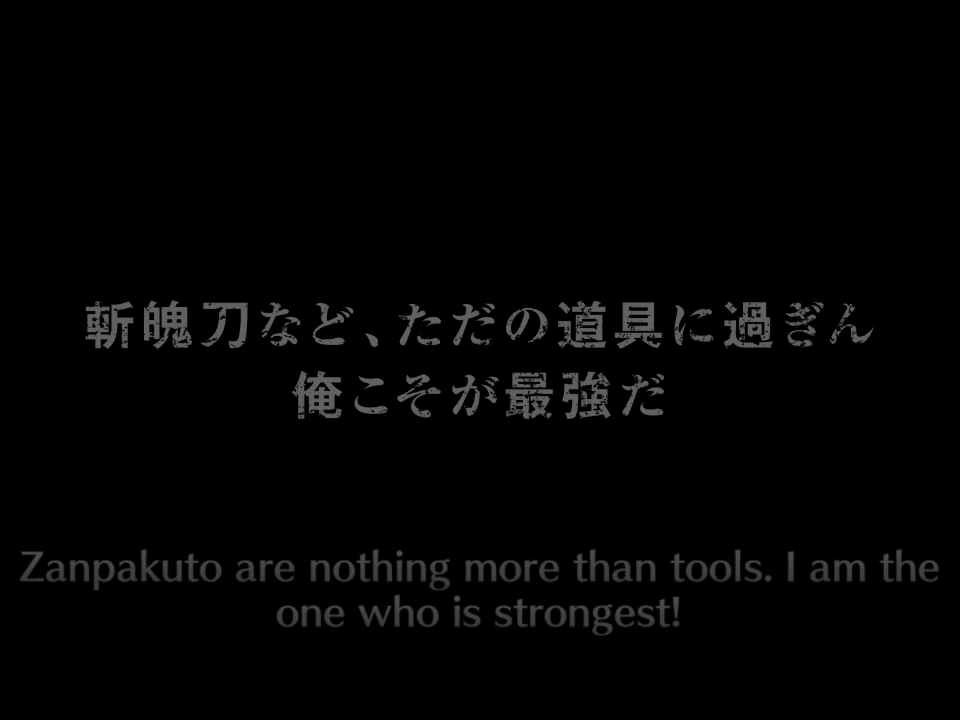 斬魄刀など、ただの道具に過ぎん
俺こそが最強だ
Zanpakuto are nothing more than tools. I am the
one who is strongest!